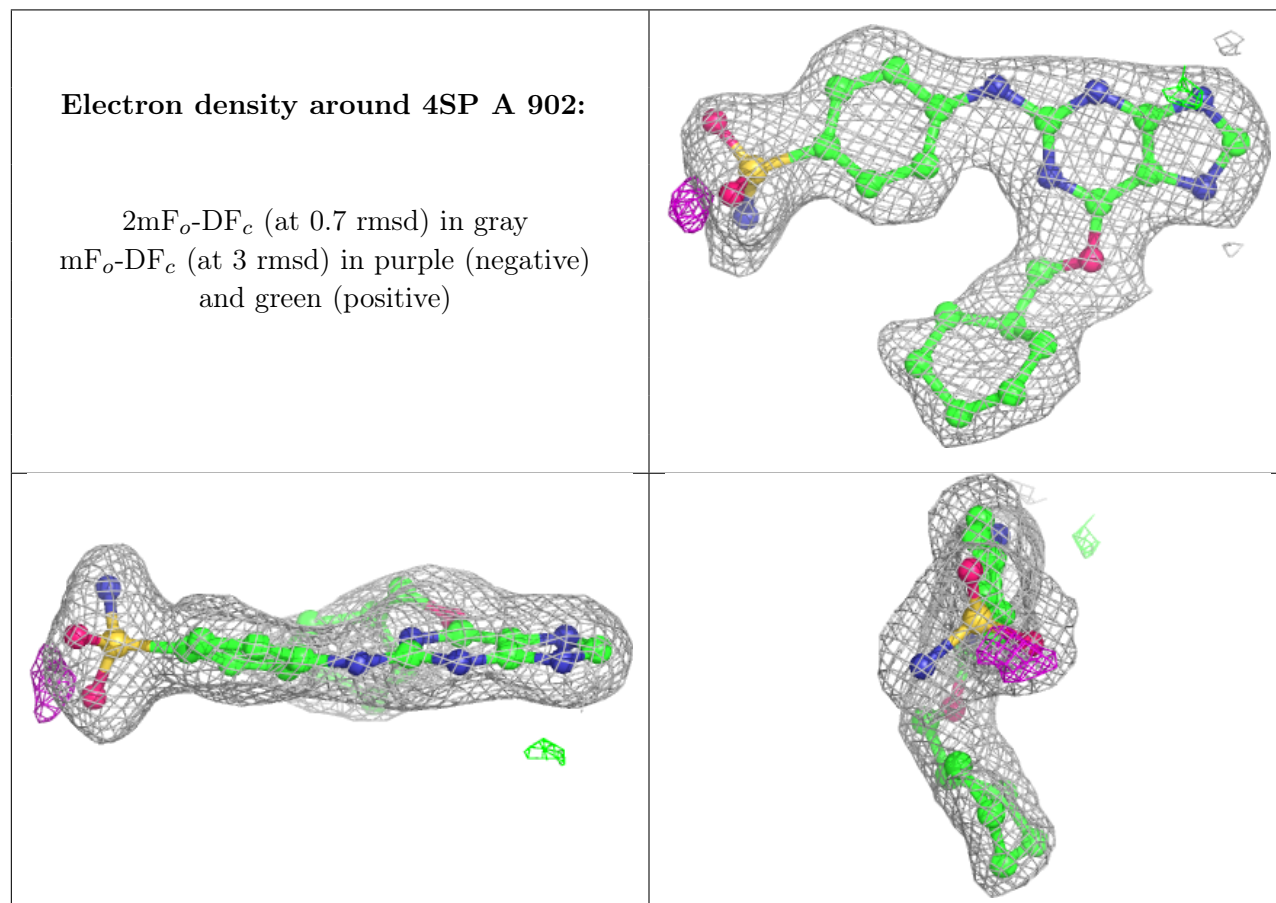 Electron density around 4SP A 902:
2mFo-DFc (at 0.7 rmsd) in gray
mFo-DFc (at 3 rmsd) in purple (negative)
and green (positive)